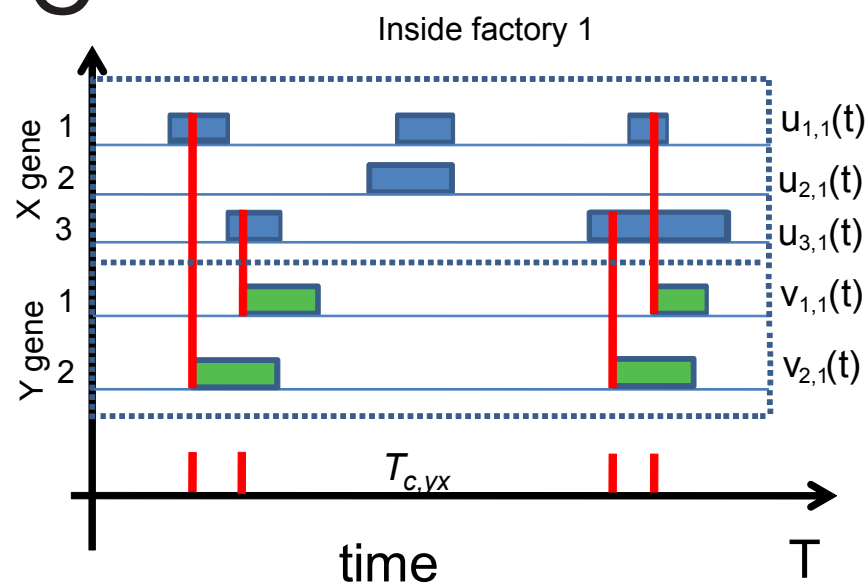 Inside factory 1
X gene
1 u1,1(t)
2 u2,1(t)
3 u3,1(t)
Y gene
1 v1,1(t)
2 v2,1(t)
Tc,yx
time T